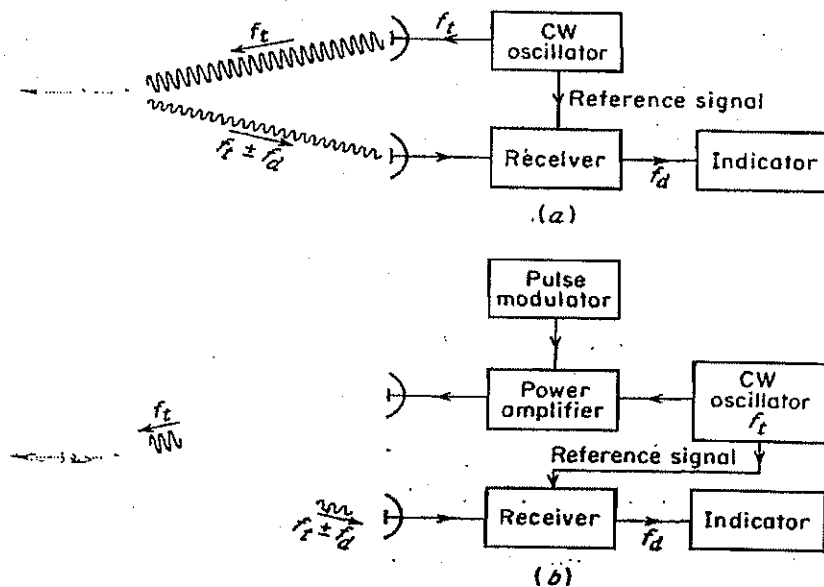 f_t
f_t
CW
oscillator
Reference signal
f_t ± f_d
Receiver
f_d
Indicator
(a)
Pulse
modulator
f_t
Power
amplifier
CW
oscillator
f_t
Reference signal
f_t ± f_d
Receiver
f_d
Indicator
(b)